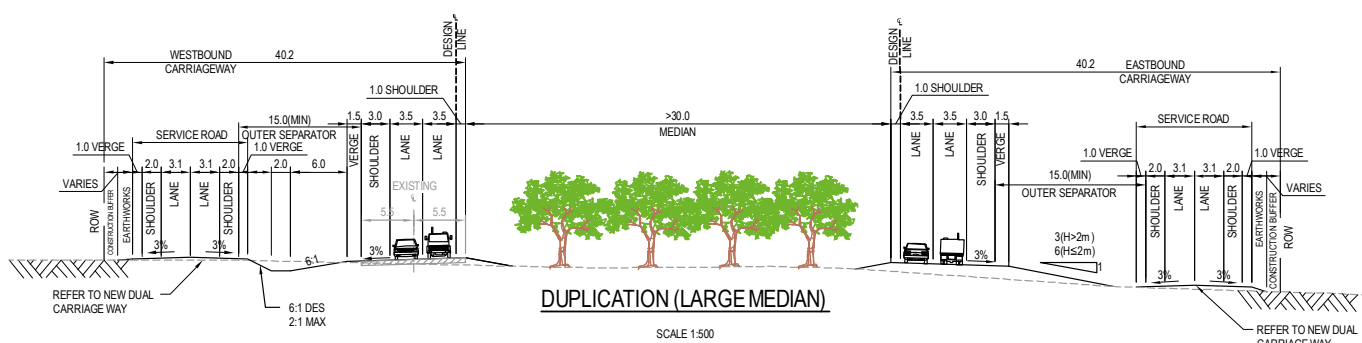 WESTBOUND
40.2
CARRIAGEWAY
DESIGN
LINE
℄
1.0 SHOULDER
15.0(MIN)
OUTER SEPARATOR
SERVICE ROAD
1.0 VERGE
1.0 VERGE
2.0
3.1
3.1
2.0
2.0
6.0
1.5
3.0
3.5
3.5
VARIES
ROW
CONSTRUCTION BUFFER
EARTHWORKS
SHOULDER
LANE
LANE
SHOULDER
VERGE
SHOULDER
LANE
LANE
EXISTING
℄
5.5
5.5
3%
3%
3%
6:1
REFER TO NEW DUAL
CARRIAGE WAY
6:1 DES
2:1 MAX
>30.0
MEDIAN
DUPLICATION (LARGE MEDIAN)
SCALE 1:500
DESIGN
LINE
℄
40.2
EASTBOUND
CARRIAGEWAY
1.0 SHOULDER
3.5
3.5
3.0
1.5
LANE
LANE
SHOULDER
VERGE
3%
15.0(MIN)
OUTER SEPARATOR
3(H>2m)
6(H≤2m)
1
SERVICE ROAD
1.0 VERGE
1.0 VERGE
2.0
3.1
3.1
2.0
VARIES
SHOULDER
LANE
LANE
SHOULDER
EARTHWORKS
CONSTRUCTION BUFFER
ROW
3%
3%
REFER TO NEW DUAL
CARRIAGE WAY